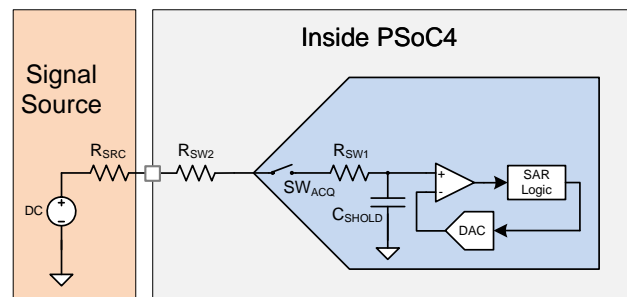 Inside PSoC4
Signal
Source
RSRC
RSW2
RSW1
SWACQ
CSHOLD
DC
+
-
+
-
SAR
Logic
DAC